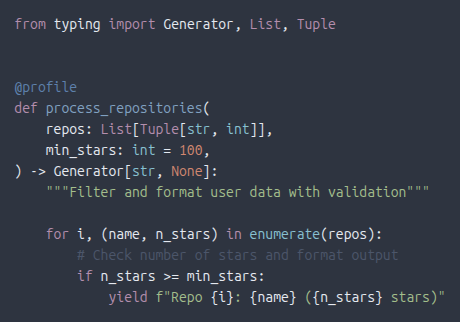 from typing import Generator, List, Tuple
@profile
def process_repositories(
    repos: List[Tuple[str, int]],
    min_stars: int = 100,
) -> Generator[str, None]:
    """Filter and format user data with validation"""
    for i, (name, n_stars) in enumerate(repos):
        # Check number of stars and format output
        if n_stars >= min_stars:
            yield f"Repo {i}: {name} ({n_stars} stars)"